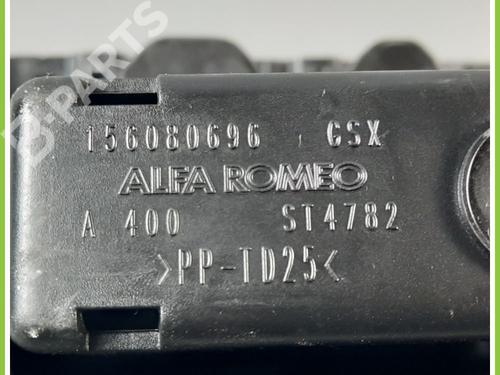 B-PARTS
156080696 GSX
ALFA ROMEO
A 400 ST4782
>PP-TD25<